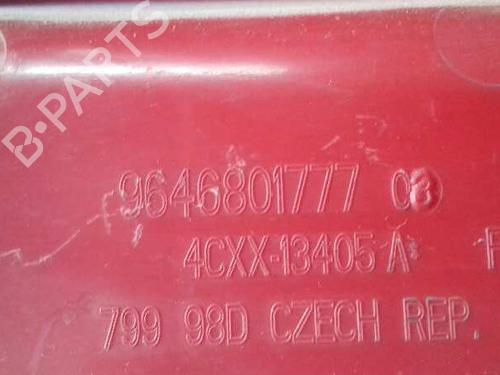 B-PARTS
9646801777 03
4CXX-13405 A F
799 98D CZECH REP.